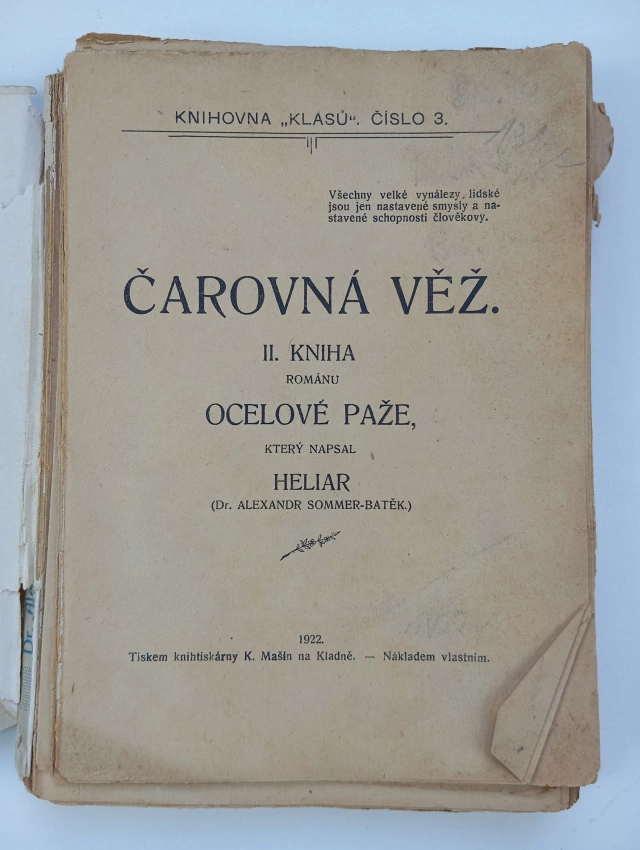 KNIHOVNA „KLASŮ“. ČÍSLO 3.
Všechny velké vynálezy lidské
jsou jen nastavené smysly a na-
stavené schopnosti člověkovy.
ČAROVNÁ VĚŽ.
II. KNIHA
ROMÁNU
OCELOVÉ PAŽE,
KTERÝ NAPSAL
HELIAR
(Dr. ALEXANDR SOMMER-BATĚK.)
1922.
Tiskem knihtiskárny K. Mašín na Kladně. — Nákladem vlastním.